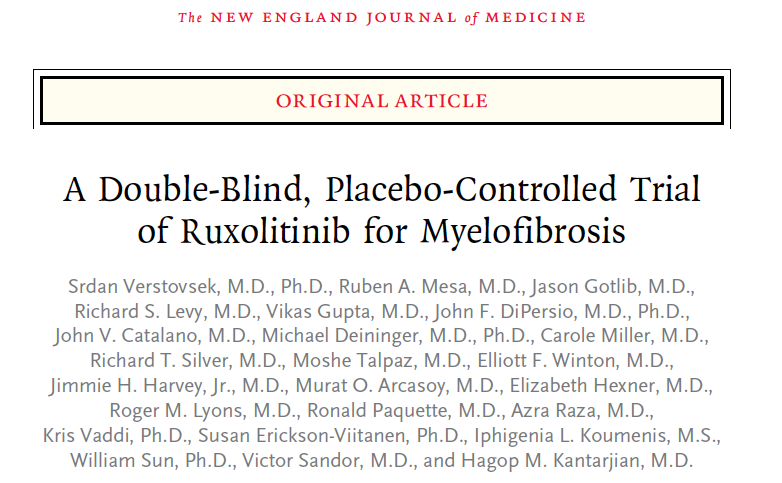 The NEW ENGLAND JOURNAL of MEDICINE
ORIGINAL ARTICLE
A Double-Blind, Placebo-Controlled Trial
of Ruxolitinib for Myelofibrosis
Srdan Verstovsek, M.D., Ph.D., Ruben A. Mesa, M.D., Jason Gotlib, M.D.,
Richard S. Levy, M.D., Vikas Gupta, M.D., John F. DiPersio, M.D., Ph.D.,
John V. Catalano, M.D., Michael Deininger, M.D., Ph.D., Carole Miller, M.D.,
Richard T. Silver, M.D., Moshe Talpaz, M.D., Elliott F. Winton, M.D.,
Jimmie H. Harvey, Jr., M.D., Murat O. Arcasoy, M.D., Elizabeth Hexner, M.D.,
Roger M. Lyons, M.D., Ronald Paquette, M.D., Azra Raza, M.D.,
Kris Vaddi, Ph.D., Susan Erickson-Viitanen, Ph.D., Iphigenia L. Koumenis, M.S.,
William Sun, Ph.D., Victor Sandor, M.D., and Hagop M. Kantarjian, M.D.